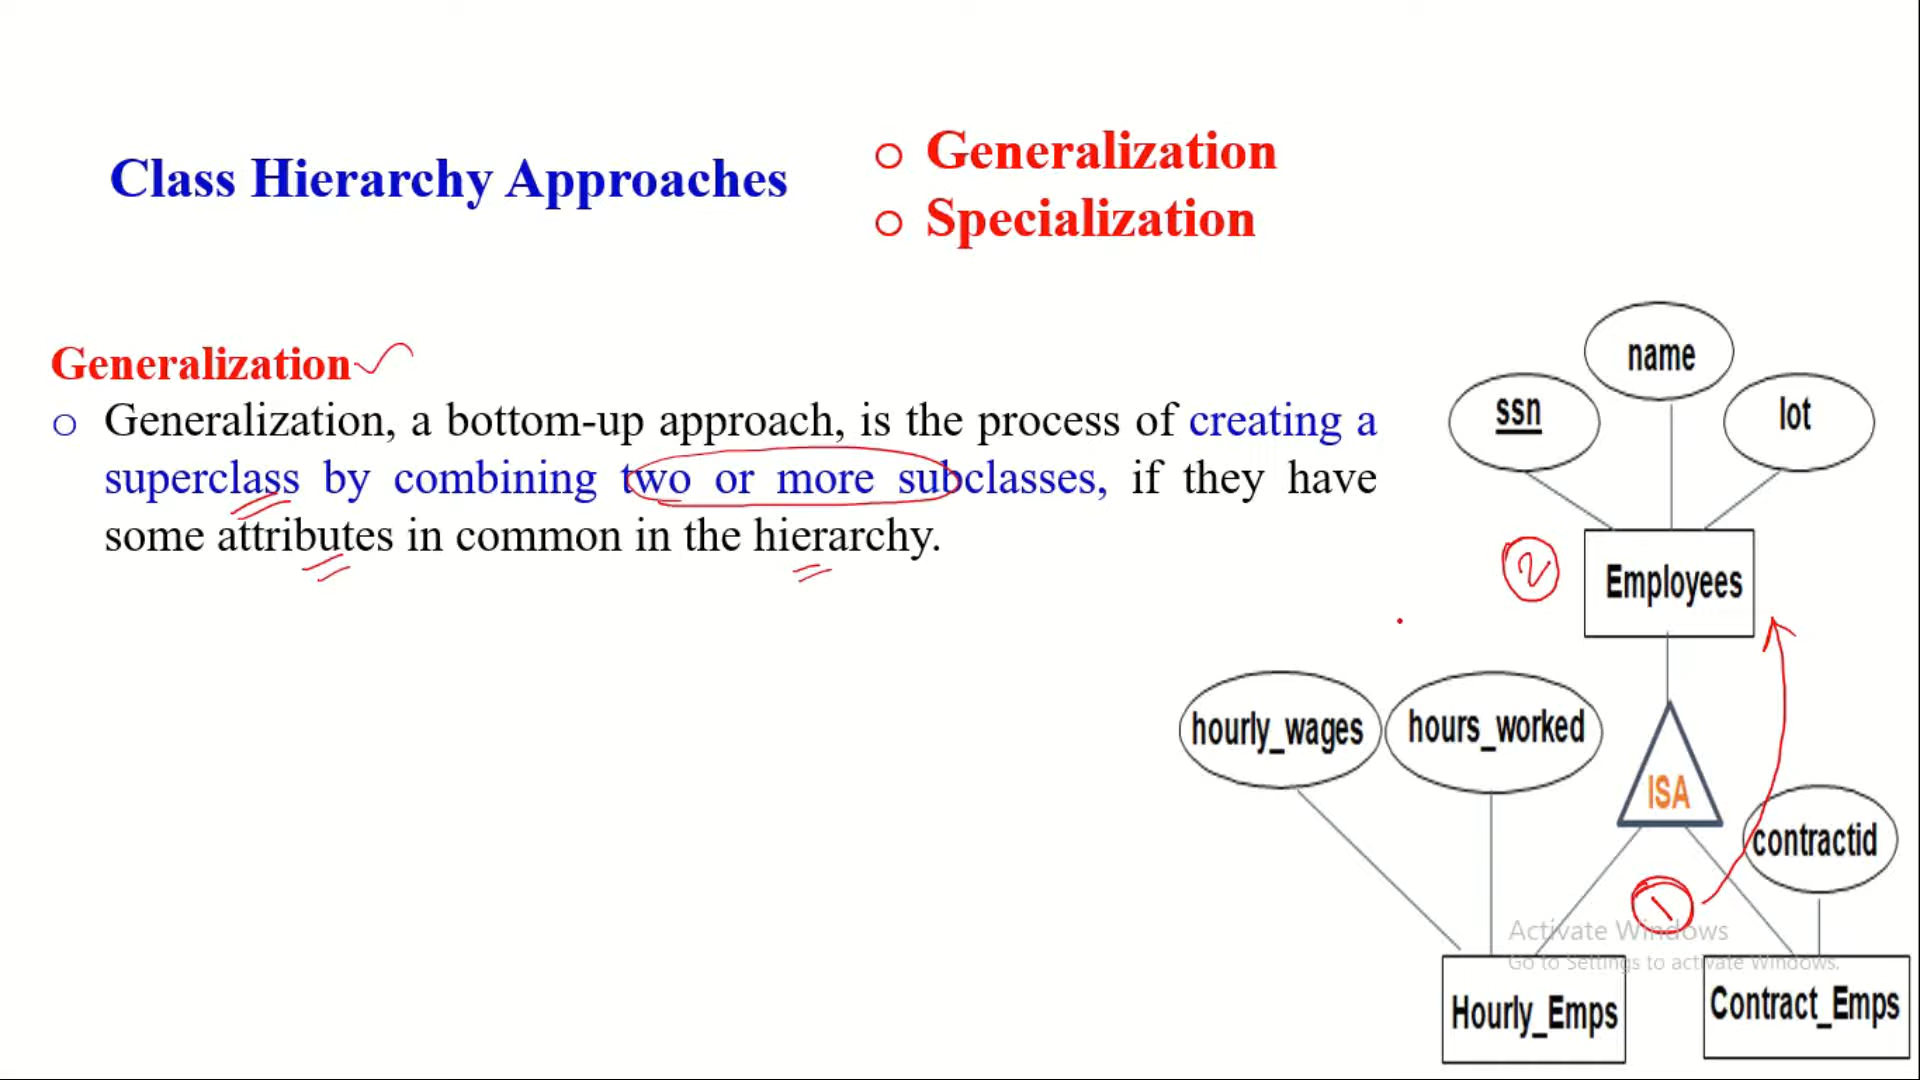 Class Hierarchy Approaches
o Generalization
o Specialization
Generalization
o Generalization, a bottom-up approach, is the process of creating a
superclass by combining two or more subclasses, if they have
some attributes in common in the hierarchy.
name
ssn
lot
2
Employees
hourly_wages
hours_worked
ISA
contractid
1
Activate Windows
Go to Settings to activate Windows.
Hourly_Emps
Contract_Emps